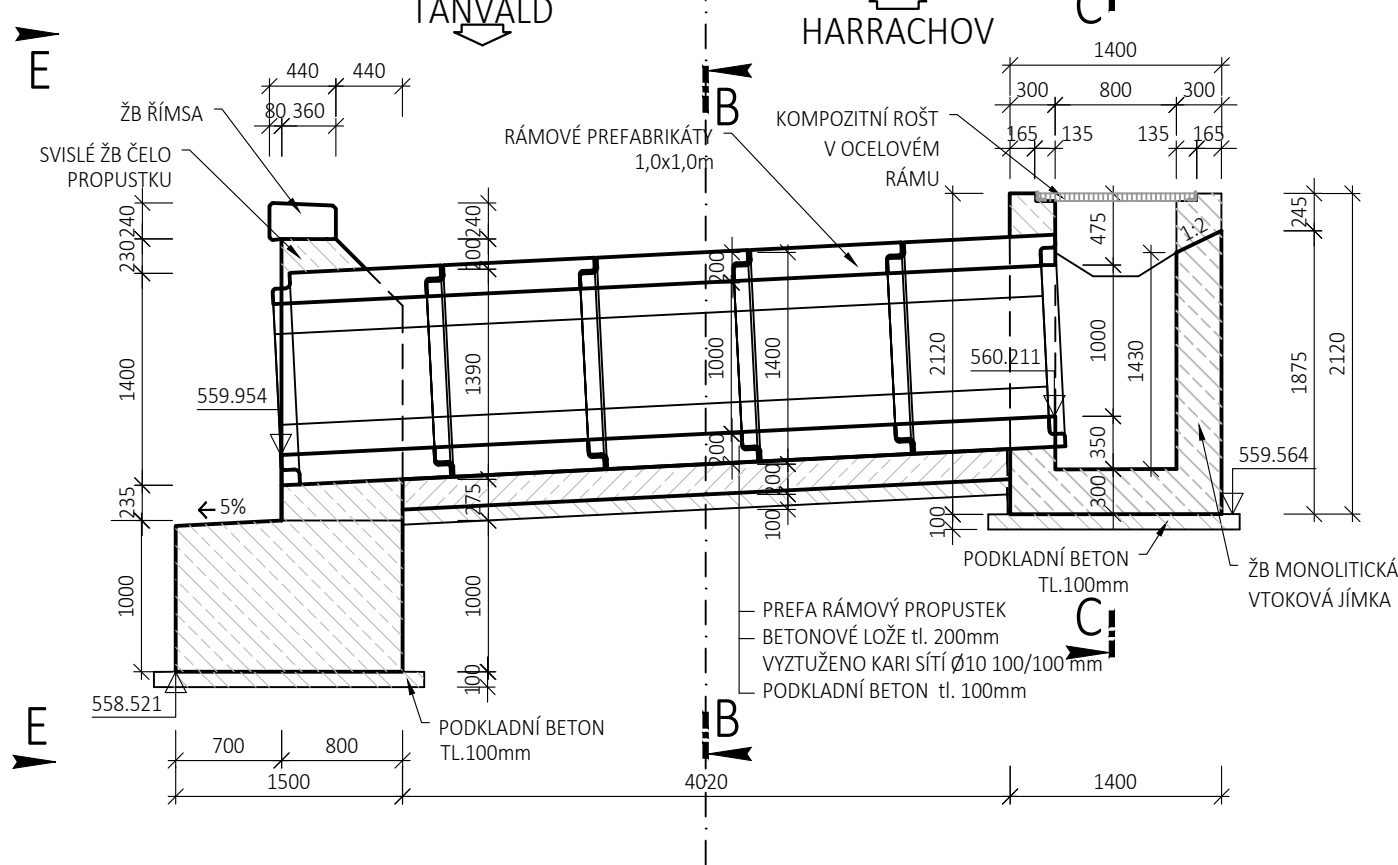 TANVALD
HARRACHOV
C
E
B
440
440
80
360
ŽB ŘÍMSA
SVISLÉ ŽB ČELO
PROPUSTKU
RÁMOVÉ PREFABRIKÁTY
1,0x1,0m
KOMPOZITNÍ ROŠT
V OCELOVÉM
RÁMU
1400
300
800
300
165
135
135
165
240
230
1400
235
1000
240
200
1390
275
1000
100
200
1000
200
1400
200
100
2120
100
475
1000
350
300
1430
1:2
245
1875
2120
559.954
560.211
559.564
558.521
←5%
PODKLADNÍ BETON
TL.100mm
ŽB MONOLITICKÁ
VTOKOVÁ JÍMKA
C
PREFA RÁMOVÝ PROPUSTEK
BETONOVÉ LOŽE tl. 200mm
VYZTUŽENO KARI SÍTÍ Ø10 100/100 mm
PODKLADNÍ BETON tl. 100mm
PODKLADNÍ BETON
TL.100mm
E
B
700
800
1500
4020
1400